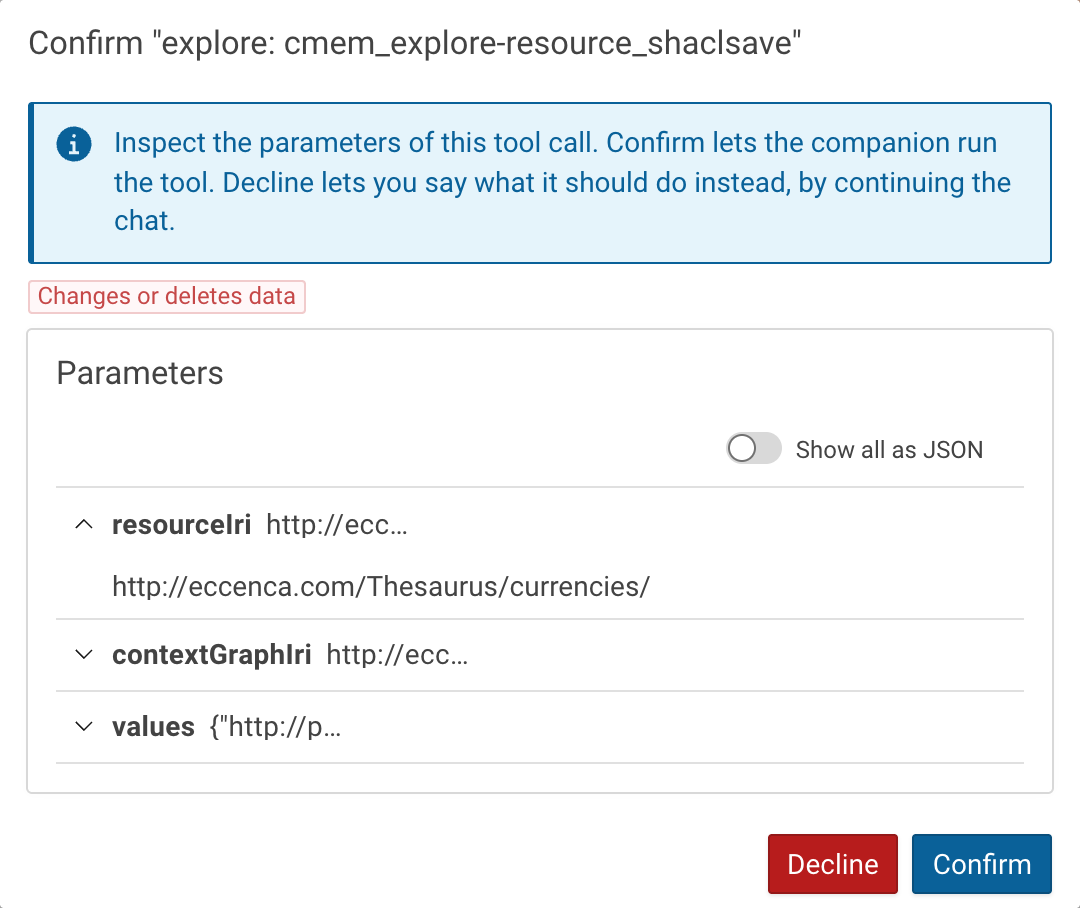 Confirm "explore: cmem_explore-resource_shaclsave"
Inspect the parameters of this tool call. Confirm lets the companion run
the tool. Decline lets you say what it should do instead, by continuing the
chat.
Changes or deletes data
Parameters
Show all as JSON
resourceIri http://ecc...
http://eccenca.com/Thesaurus/currencies/
contextGraphIri http://ecc...
values {"http://p...
Decline Confirm